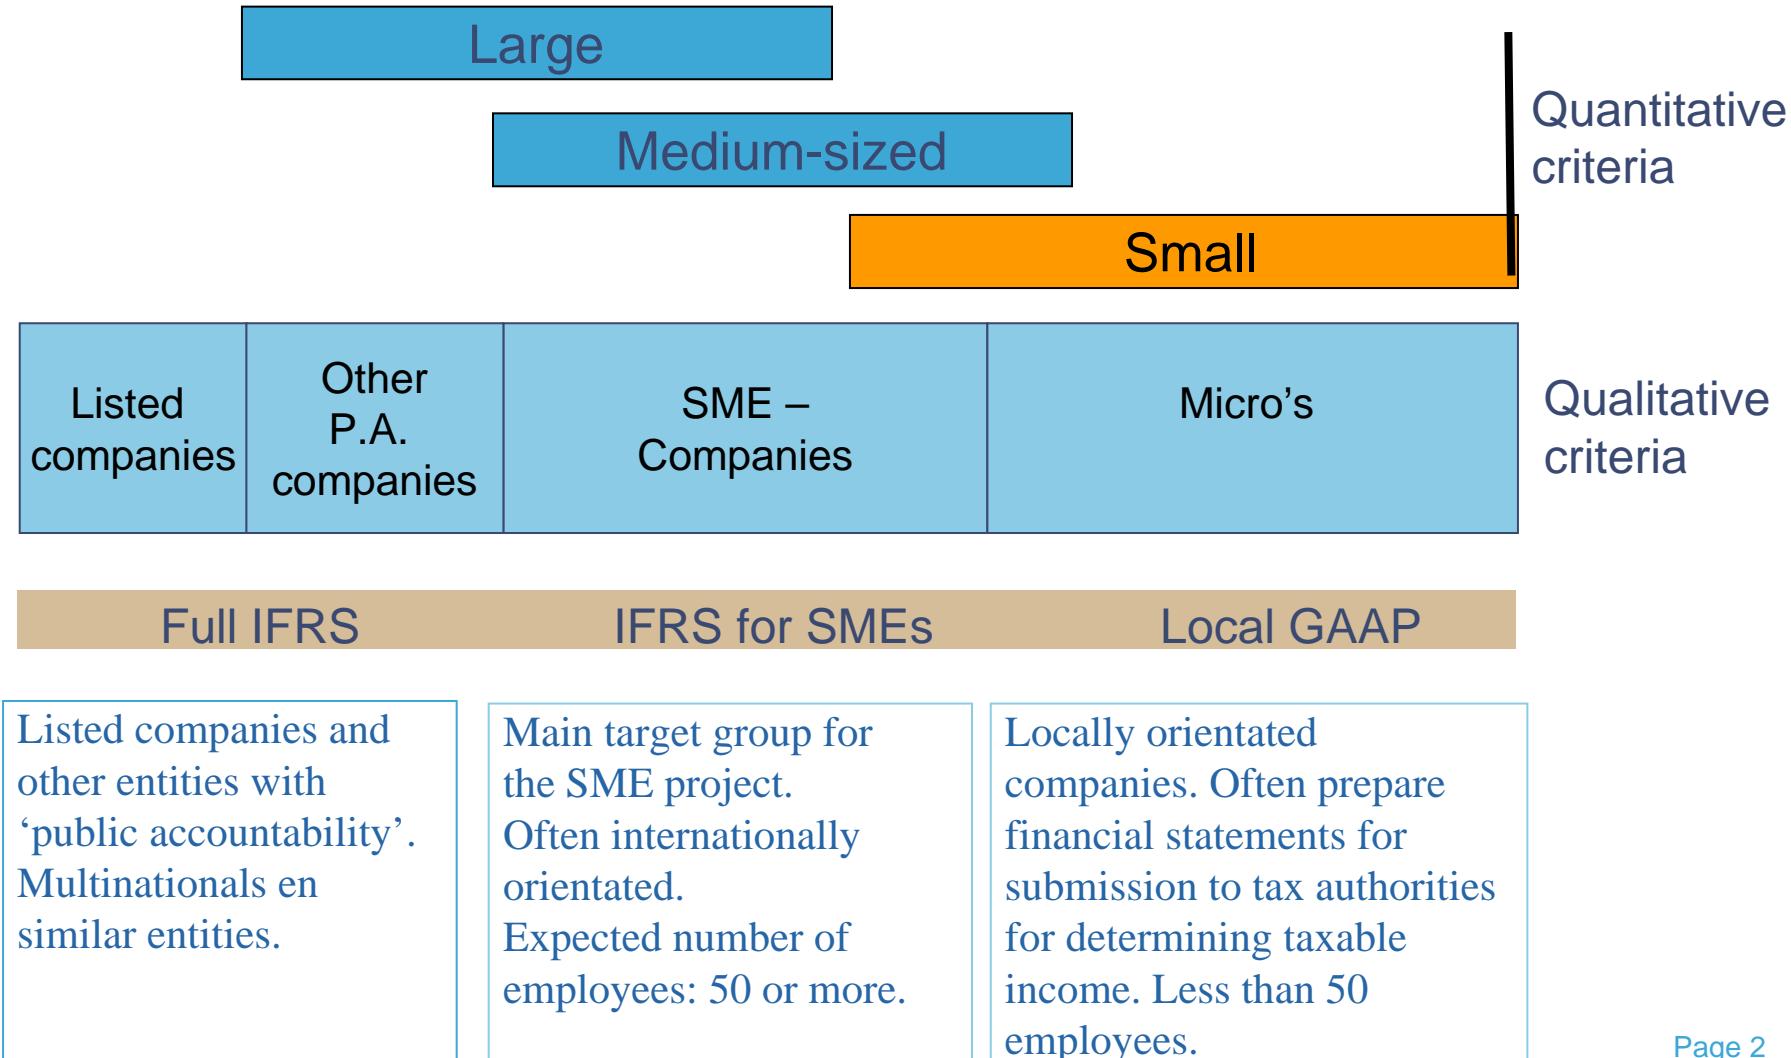 Large
Medium-sized
Small
Quantitative
criteria
Listed
companies
Other
P.A.
companies
SME –
Companies
Micro's
Qualitative
criteria
Full IFRS
IFRS for SMEs
Local GAAP
Listed companies and
other entities with
‘public accountability’.
Multinationals en
similar entities.
Main target group for
the SME project.
Often internationally
orientated.
Expected number of
employees: 50 or more.
Locally orientated
companies. Often prepare
financial statements for
submission to tax authorities
for determining taxable
income. Less than 50
employees.
Page 2